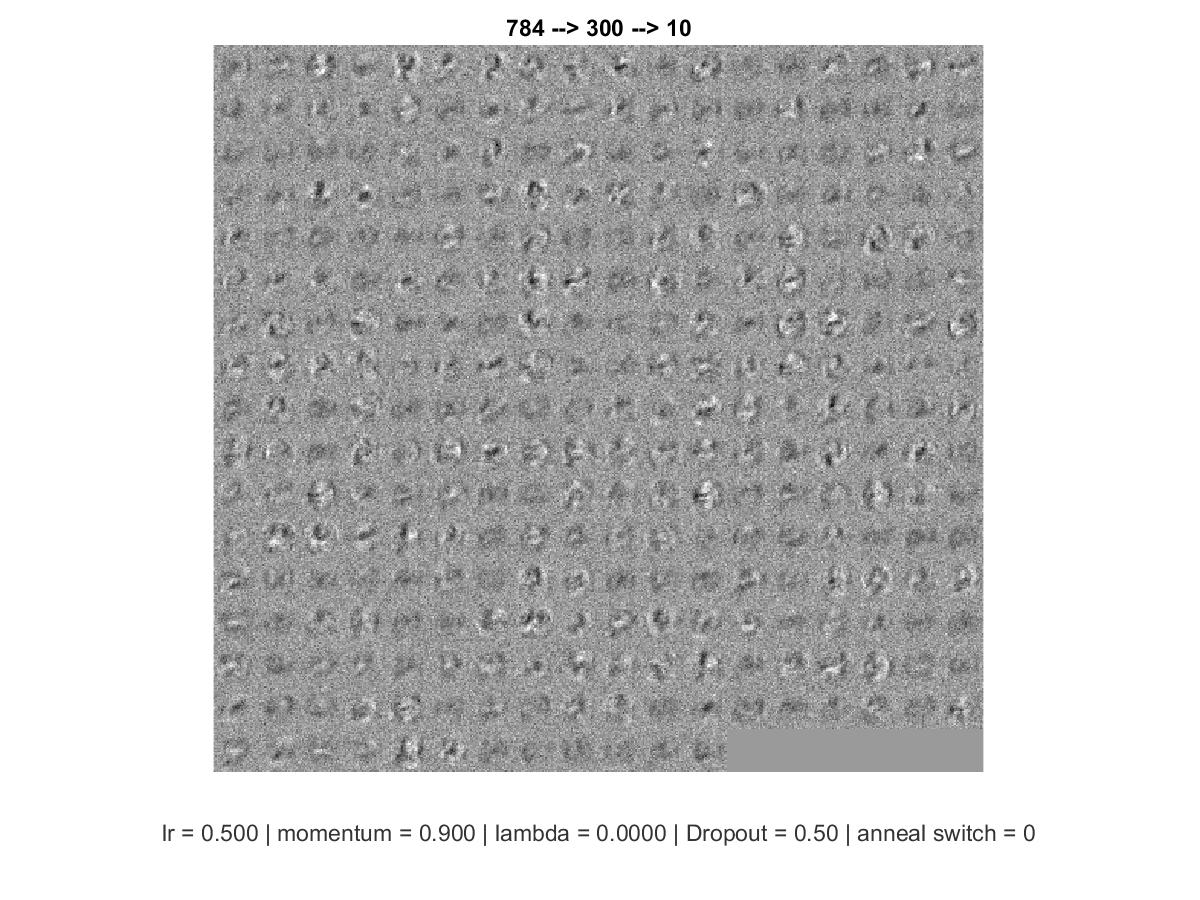 784 --> 300 --> 10
lr = 0.500 | momentum = 0.900 | lambda = 0.0000 | Dropout = 0.50 | anneal switch = 0